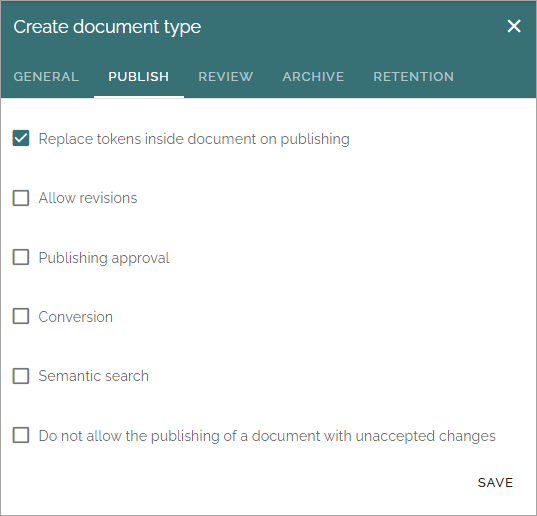 Create document type
GENERAL PUBLISH REVIEW ARCHIVE RETENTION
Replace tokens inside document on publishing
Allow revisions
Publishing approval
Conversion
Semantic search
Do not allow the publishing of a document with unaccepted changes
SAVE